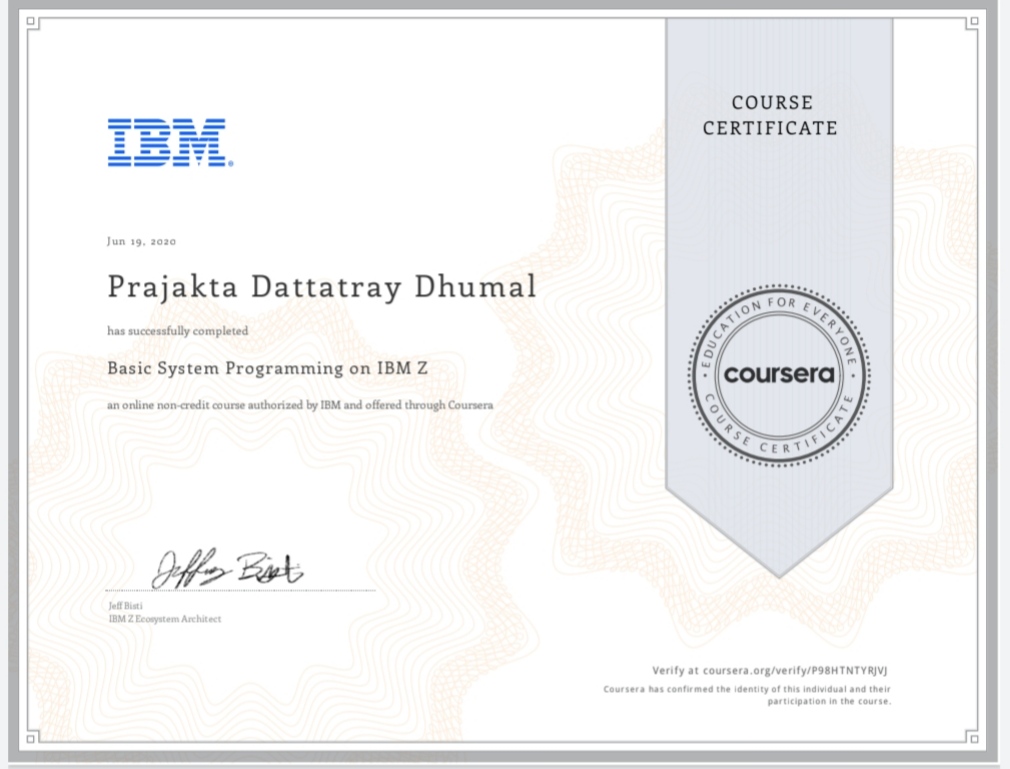 COURSE
CERTIFICATE
IBM
Jun 19, 2020
Prajakta Dattatray Dhumal
has successfully completed
Basic System Programming on IBM Z
an online non-credit course authorized by IBM and offered through Coursera
EDUCATION FOR EVERYONE
coursera
COURSE CERTIFICATE
Jeff Bisti
Jeff Bisti
IBM Z Ecosystem Architect
Verify at coursera.org/verify/P98HTNTYRJVJ
Coursera has confirmed the identity of this individual and their
participation in the course.